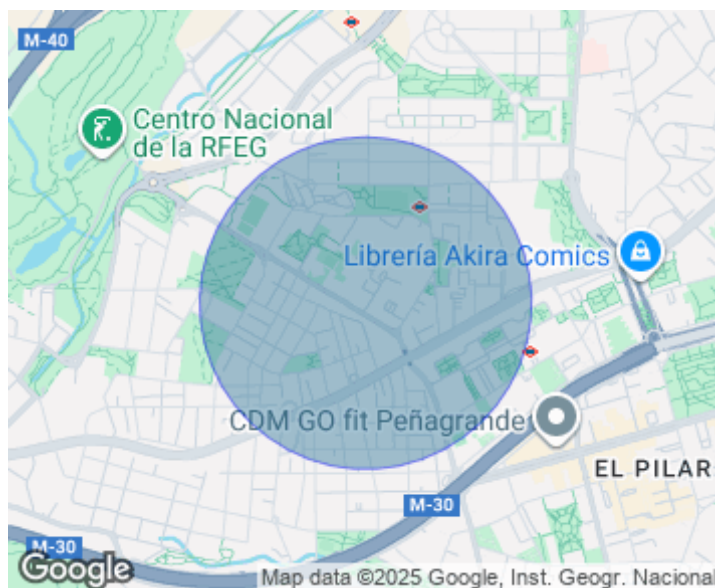 M-40
Centro Nacional
de la RFEG
Librería Akira Comics
CDM GO fit Peñagrande
EL PILAR
M-30
M-30
Google
Map data ©2025 Google, Inst. Geogr. Nacional